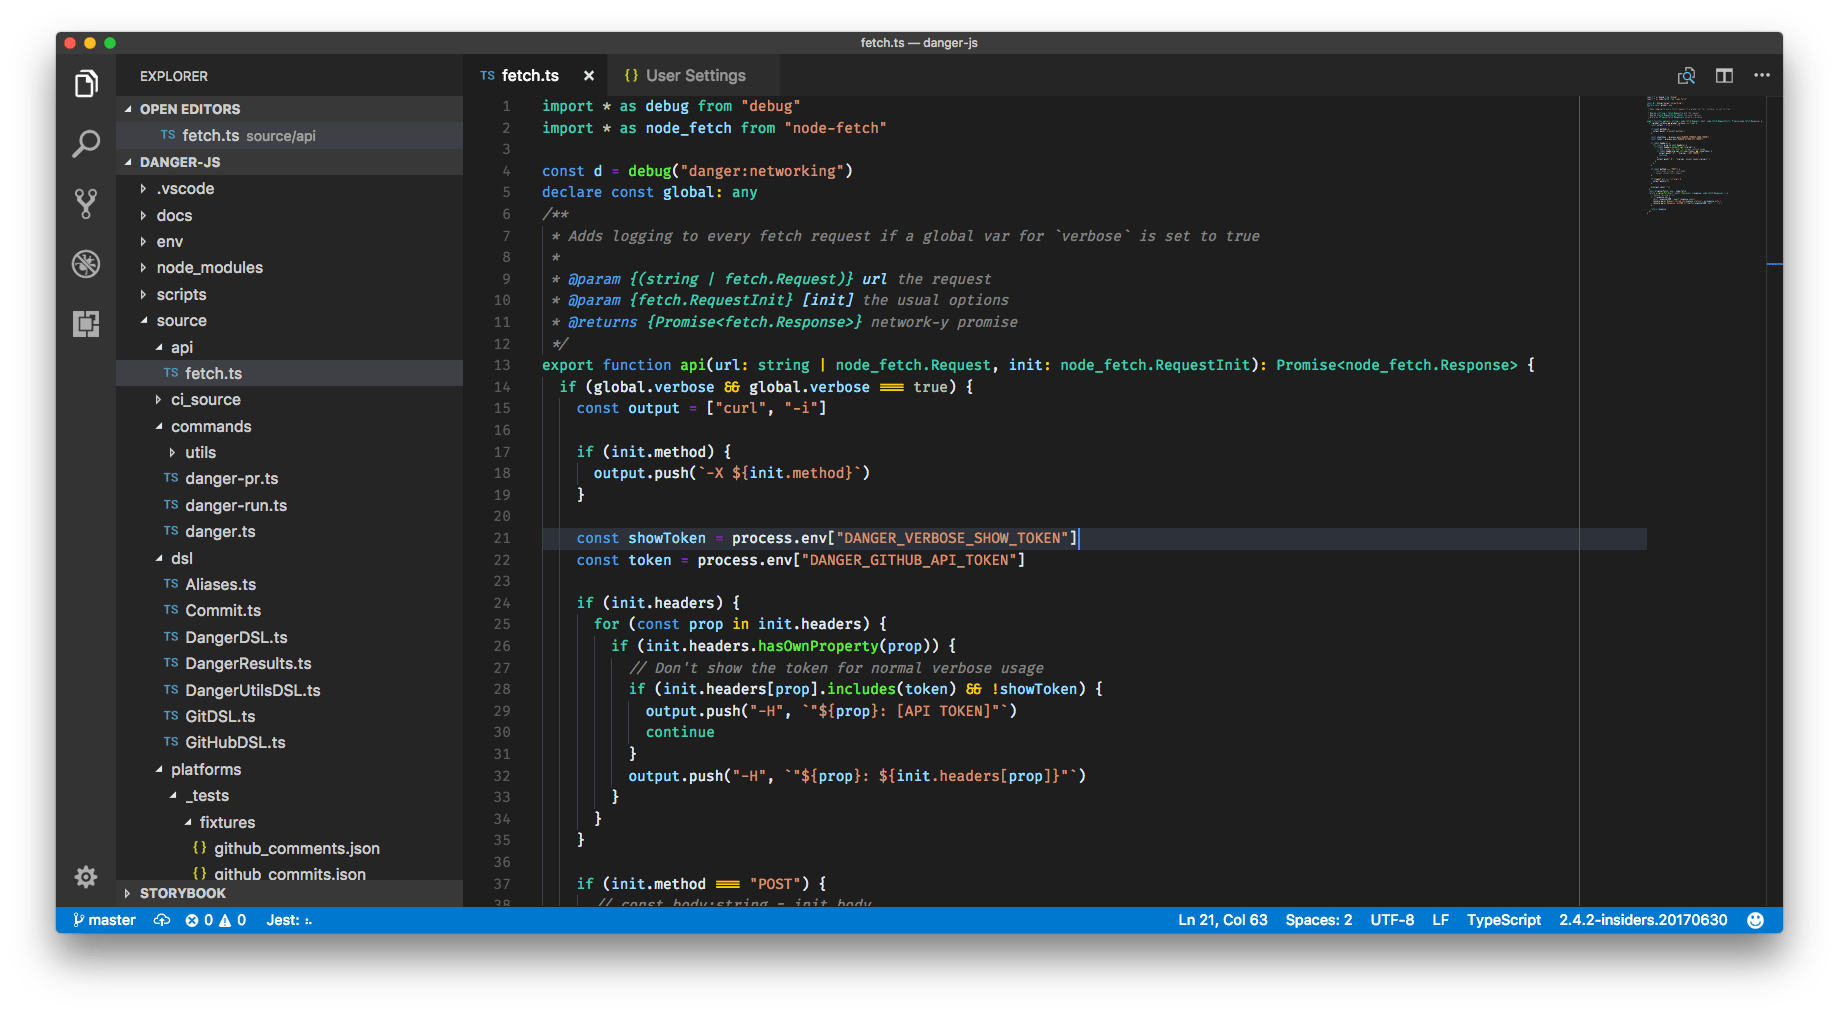 fetch.ts — danger-js
EXPLORER
OPEN EDITORS
TS fetch.ts source/api
DANGER-JS
.vscode
docs
env
node_modules
scripts
source
api
TS fetch.ts
ci_source
commands
utils
TS danger-pr.ts
TS danger-run.ts
TS danger.ts
dsl
TS Aliases.ts
TS Commit.ts
TS DangerDSL.ts
TS DangerResults.ts
TS DangerUtilsDSL.ts
TS GitDSL.ts
TS GitHubDSL.ts
platforms
_tests
fixtures
{} github_comments.json
{} github_commits.json
STORYBOOK
TS fetch.ts × {} User Settings
1 import * as debug from "debug"
2 import * as node_fetch from "node-fetch"
3
4 const d = debug("danger:networking")
5 declare const global: any
6 /**
7 * Adds logging to every fetch request if a global var for `verbose` is set to true
8 *
9 * @param {(string | fetch.Request)} url the request
10 * @param {fetch.RequestInit} [init] the usual options
11 * @returns {Promise<fetch.Response>} network-y promise
12 */
13 export function api(url: string | node_fetch.Request, init: node_fetch.RequestInit): Promise<node_fetch.Response> {
14 if (global.verbose && global.verbose === true) {
15 const output = ["curl", "-i"]
16
17 if (init.method) {
18 output.push(`-X ${init.method}`)
19 }
20
21 const showToken = process.env["DANGER_VERBOSE_SHOW_TOKEN"]
22 const token = process.env["DANGER_GITHUB_API_TOKEN"]
23
24 if (init.headers) {
25 for (const prop in init.headers) {
26 if (init.headers.hasOwnProperty(prop)) {
27 // Don't show the token for normal verbose usage
28 if (init.headers[prop].includes(token) && !showToken) {
29 output.push("-H", `"${prop}: [API TOKEN]"`)
30 continue
31 }
32 output.push("-H", `"${prop}: ${init.headers[prop]}"`)
33 }
34 }
35 }
36
37 if (init.method === "POST") {
38 // const body:string = init.body
master 0 0 Jest: :. Ln 21, Col 63 Spaces: 2 UTF-8 LF TypeScript 2.4.2-insiders.20170630